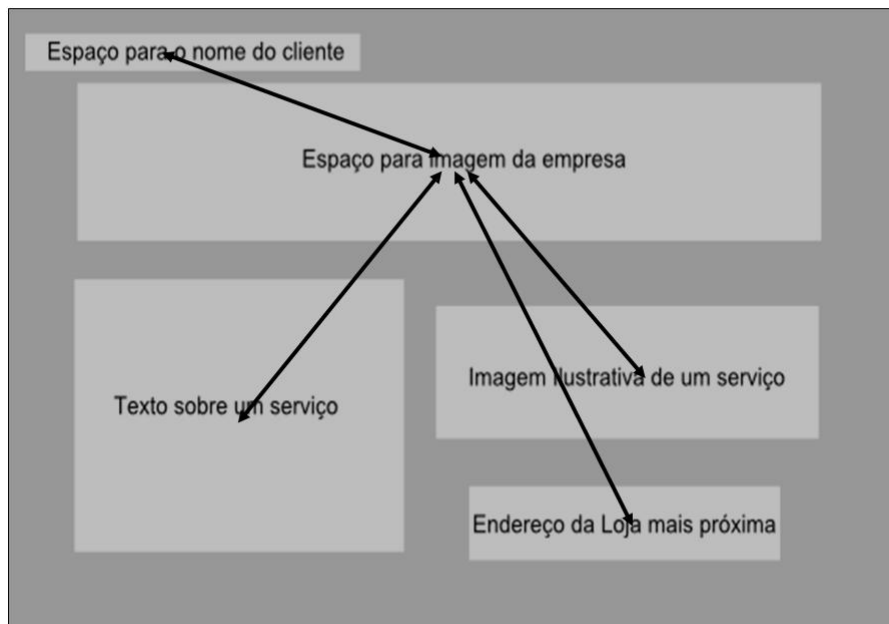 Espaço para o nome do cliente
Espaço para imagem da empresa
Texto sobre um serviço
Imagem ilustrativa de um serviço
Endereço da Loja mais próxima